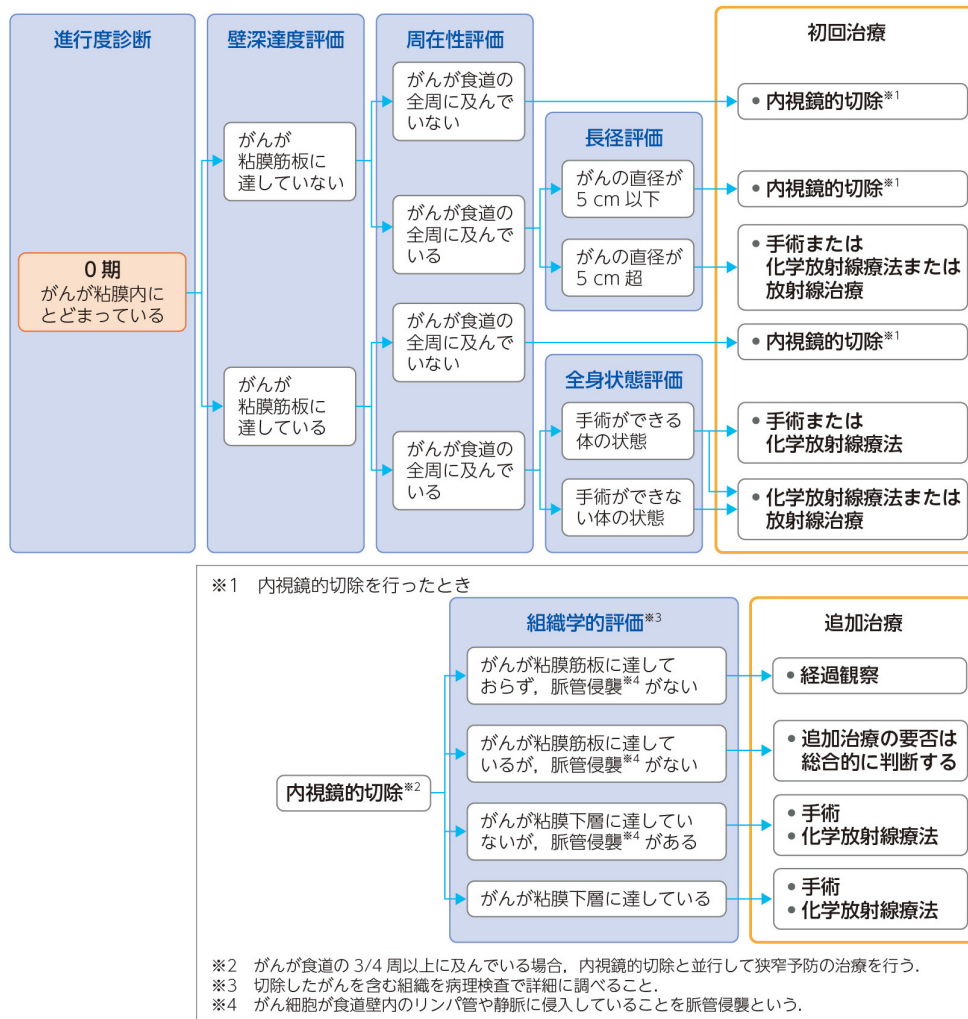 進行度診断
壁深達度評価
周在性評価
初回治療
がんが食道の
全周に及んで
いない
• 内視鏡的切除※1
長径評価
がんが
粘膜筋板に
達していない
がんの直径が
5 cm 以下
• 内視鏡的切除※1
がんが食道の
全周に及んで
いる
がんの直径が
5 cm 超
• 手術または
化学放射線療法または
放射線治療
0 期
がんが粘膜内に
とどまっている
がんが食道の
全周に及んで
いない
• 内視鏡的切除※1
全身状態評価
がんが
粘膜筋板に
達している
手術ができる
体の状態
• 手術または
化学放射線療法
がんが食道の
全周に及んで
いる
手術ができな
い体の状態
• 化学放射線療法または
放射線治療
※1 内視鏡的切除を行ったとき
組織学的評価※3
追加治療
がんが粘膜筋板に達して
おらず，脈管侵襲※4 がない
• 経過観察
がんが粘膜筋板に達して
いるが，脈管侵襲※4 がない
• 追加治療の要否は
総合的に判断する
内視鏡的切除※2
がんが粘膜下層に達してい
ないが，脈管侵襲※4 がある
• 手術
• 化学放射線療法
がんが粘膜下層に達している
• 手術
• 化学放射線療法
※2 がんが食道の 3/4 周以上に及んでいる場合，内視鏡的切除と並行して狭窄予防の治療を行う．
※3 切除したがんを含む組織を病理検査で詳細に調べること．
※4 がん細胞が食道壁内のリンパ管や静脈に侵入していることを脈管侵襲という．